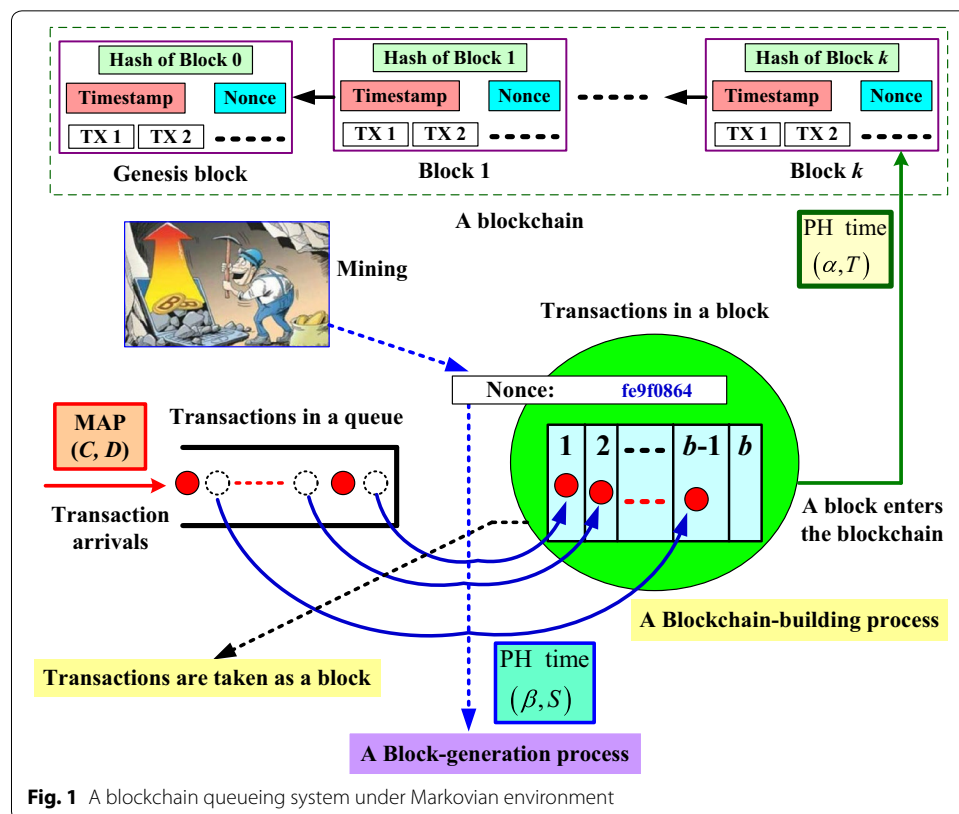 Hash of Block 0
Timestamp
Nonce
TX 1
TX 2
Genesis block
Hash of Block 1
Timestamp
Nonce
TX 1
TX 2
Block 1
Hash of Block k
Timestamp
Nonce
TX 1
TX 2
Block k
A blockchain
PH time
(α,T)
Mining
Transactions in a block
Nonce: fe9f0864
MAP
(C, D)
Transactions in a queue
1 2 b-1 b
Transaction
arrivals
A block enters
the blockchain
A Blockchain-building process
Transactions are taken as a block
PH time
(β,S)
A Block-generation process
Fig. 1 A blockchain queueing system under Markovian environment